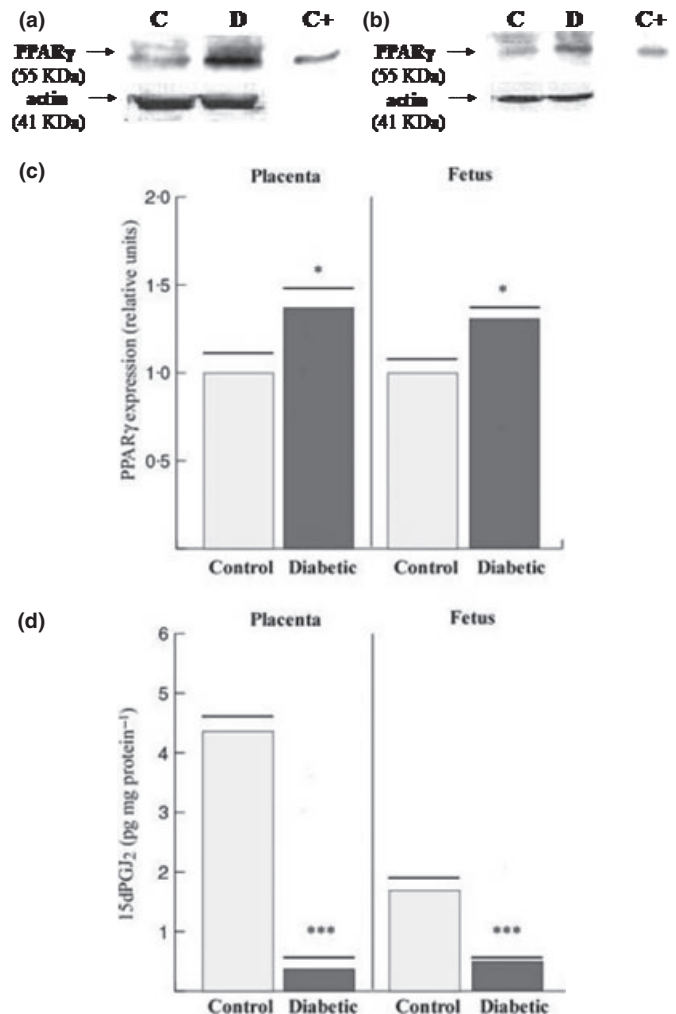 (a)
C D C+
PPARγ
(55 KDa)
actin
(41 KDa)
(b)
C D C+
PPARγ
(55 KDa)
actin
(41 KDa)
(c)
Placenta Fetus
PPARγ expression (relative units)
2·0
1·5
1·0
0·5
* *
Control Diabetic Control Diabetic
(d)
Placenta Fetus
15dPGJ₂ (pg mg protein⁻¹)
6
5
4
3
2
1
*** ***
Control Diabetic Control Diabetic